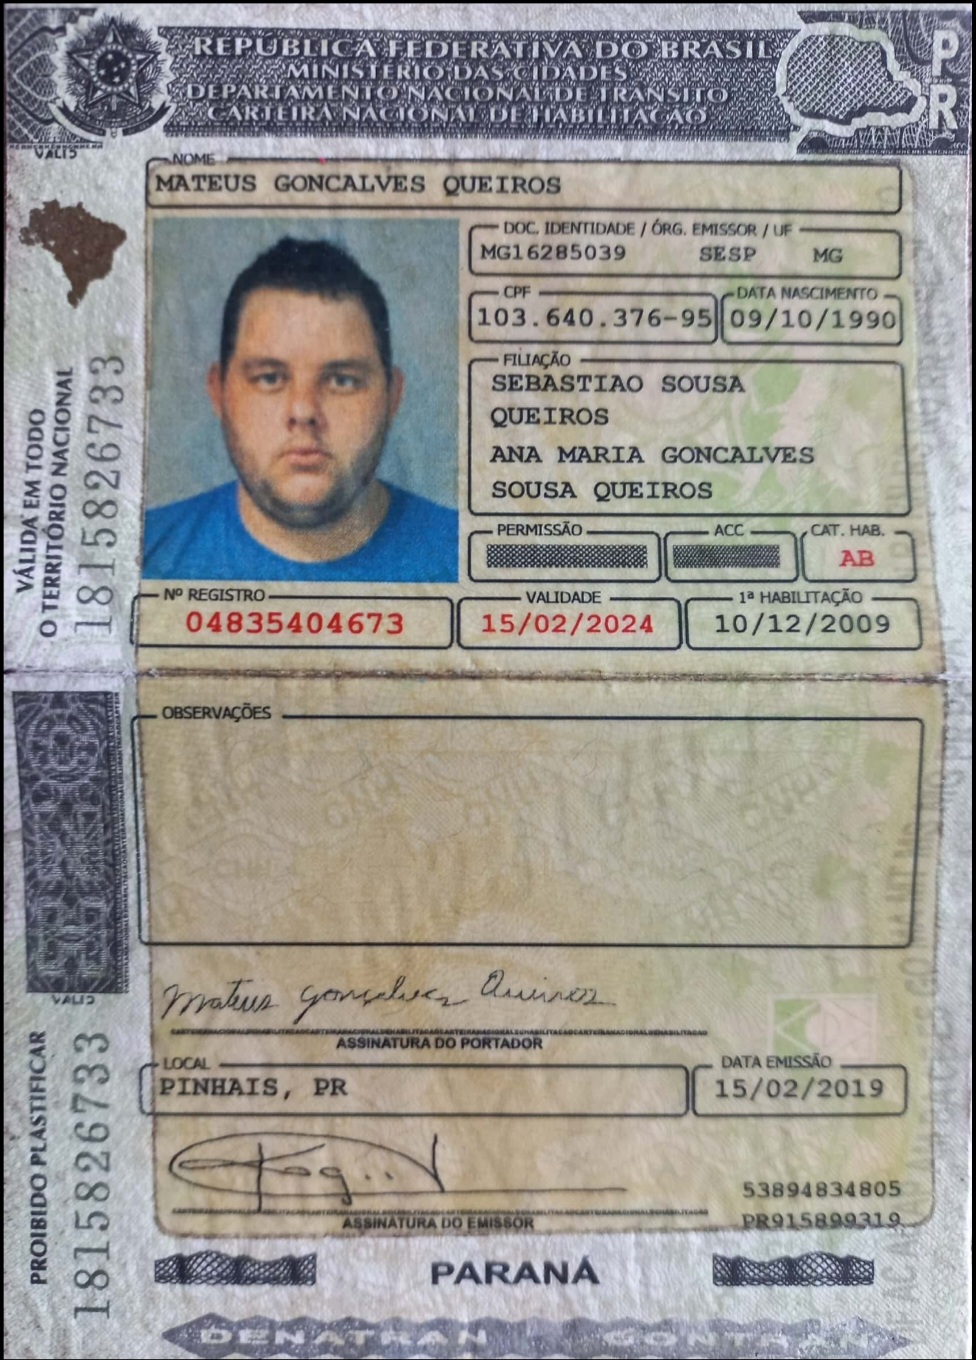 REPÚBLICA FEDERATIVA DO BRASIL
MINISTÉRIO DAS CIDADES
DEPARTAMENTO NACIONAL DE TRÂNSITO
CARTEIRA NACIONAL DE HABILITAÇÃO
PR
NOME
MATEUS GONCALVES QUEIROS
DOC. IDENTIDADE / ÓRG. EMISSOR / UF
MG16285039 SESP MG
CPF DATA NASCIMENTO
103.640.376-95 09/10/1990
FILIAÇÃO
SEBASTIAO SOUSA
QUEIROS
ANA MARIA GONCALVES
SOUSA QUEIROS
PERMISSÃO ACC CAT. HAB.
AB
Nº REGISTRO VALIDADE 1ª HABILITAÇÃO
04835404673 15/02/2024 10/12/2009
VÁLIDA EM TODO
O TERRITÓRIO NACIONAL
1815826733
OBSERVAÇÕES
Mateus Gonçalves Queiros
ASSINATURA DO PORTADOR
LOCAL DATA EMISSÃO
PINHAIS, PR 15/02/2019
53894834805
PR915899319
ASSINATURA DO EMISSOR
PROIBIDO PLASTIFICAR
1815826733
PARANÁ
DENATRAN CONTRAN